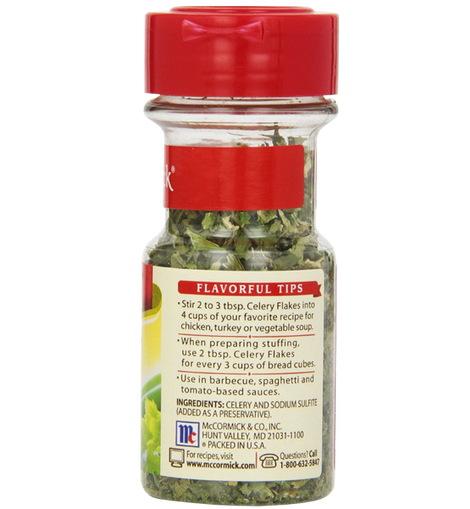 k®
FLAVORFUL TIPS
• Stir 2 to 3 tbsp. Celery Flakes into
4 cups of your favorite recipe for
chicken, turkey or vegetable soup.
• When preparing stuffing,
use 2 tbsp. Celery Flakes
for every 3 cups of bread cubes.
• Use in barbecue, spaghetti and
tomato-based sauces.
INGREDIENTS: CELERY AND SODIUM SULFITE
(ADDED AS A PRESERVATIVE).
Mc McCORMICK & CO., INC.
HUNT VALLEY, MD 21031-1100
® PACKED IN U.S.A.
For recipes, visit
www.mccormick.com
Questions? Call
1-800-632-5847